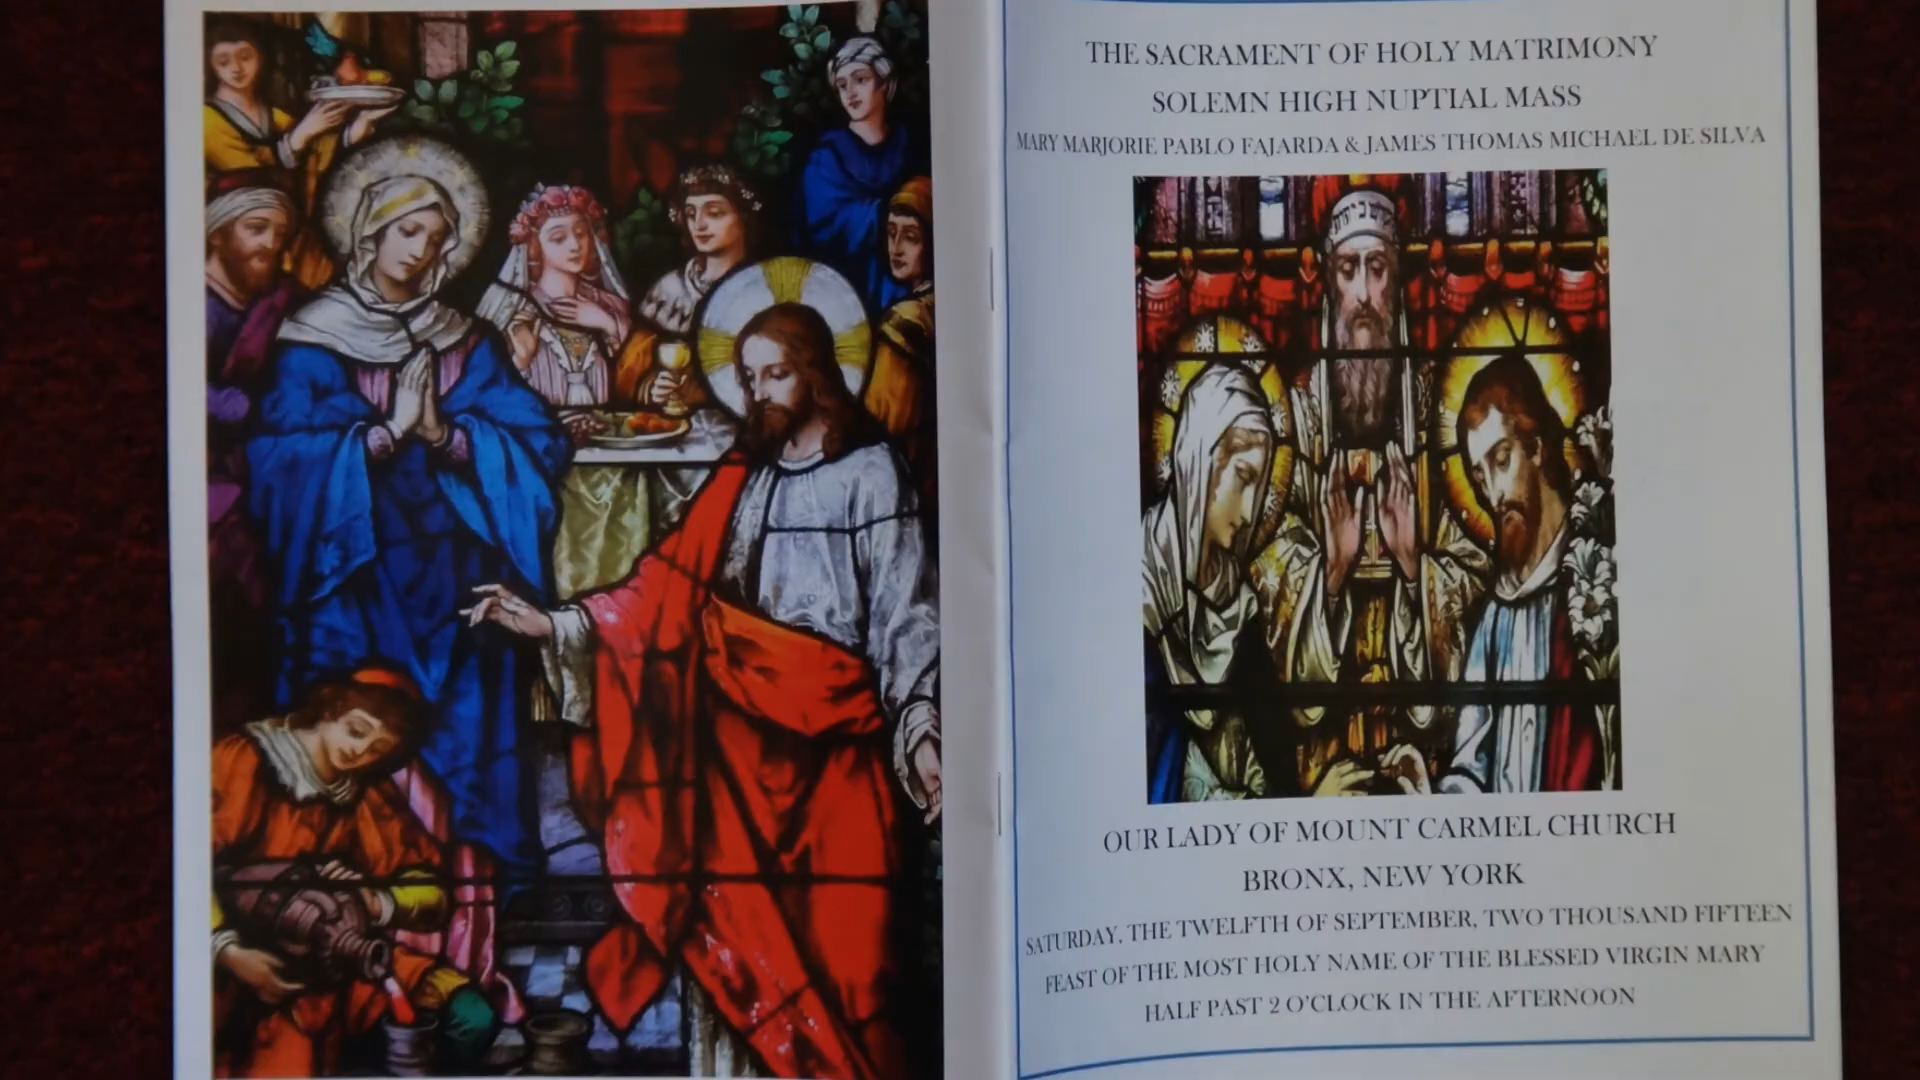 THE SACRAMENT OF HOLY MATRIMONY
SOLEMN HIGH NUPTIAL MASS
MARY MARJORIE PABLO FAJARDA & JAMES THOMAS MICHAEL DE SILVA
OUR LADY OF MOUNT CARMEL CHURCH
BRONX, NEW YORK
SATURDAY, THE TWELFTH OF SEPTEMBER, TWO THOUSAND FIFTEEN
FEAST OF THE MOST HOLY NAME OF THE BLESSED VIRGIN MARY
HALF PAST 2 O'CLOCK IN THE AFTERNOON